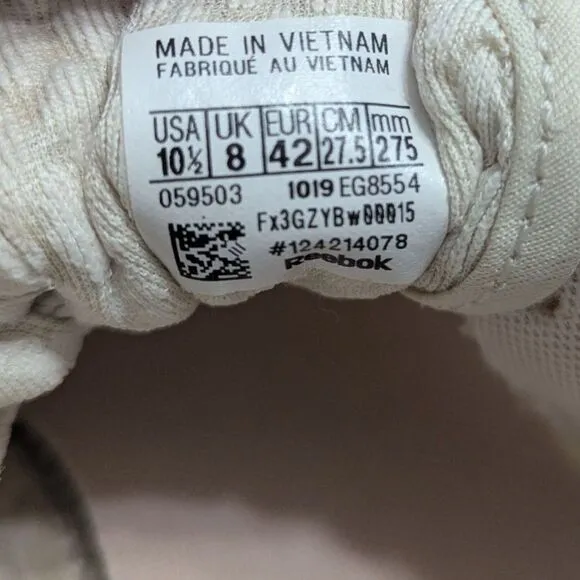 MADE IN VIETNAM
FABRIQUÉ AU VIETNAM
USA UK EUR CM mm
10½ 8 42 27.5 275
059503 1019 EG8554
Fx3GZYBw00015
#124214078
Reebok